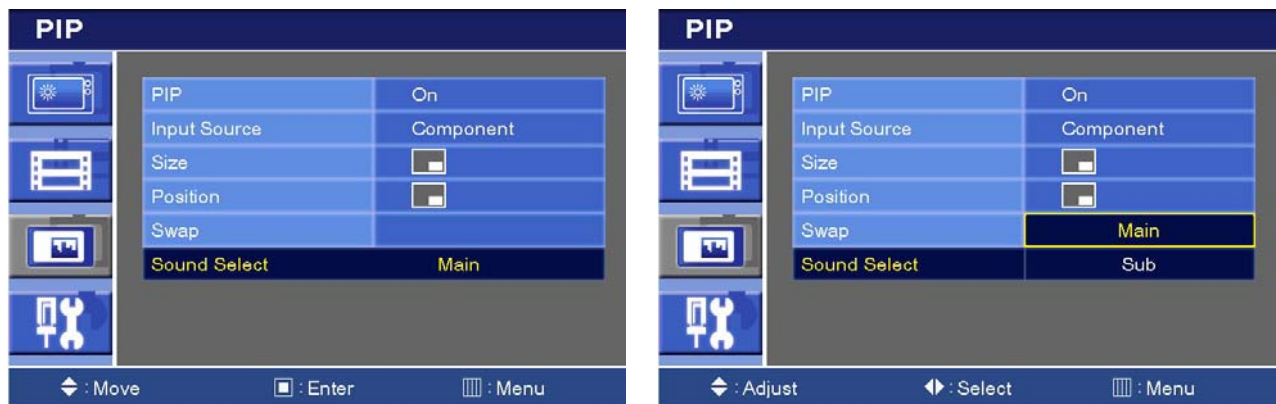 PIP
PIP On
Input Source Component
Size
Position
Swap
Sound Select Main
: Move : Enter : Menu
PIP
PIP On
Input Source Component
Size
Position
Swap Main
Sound Select Sub
: Adjust : Select : Menu